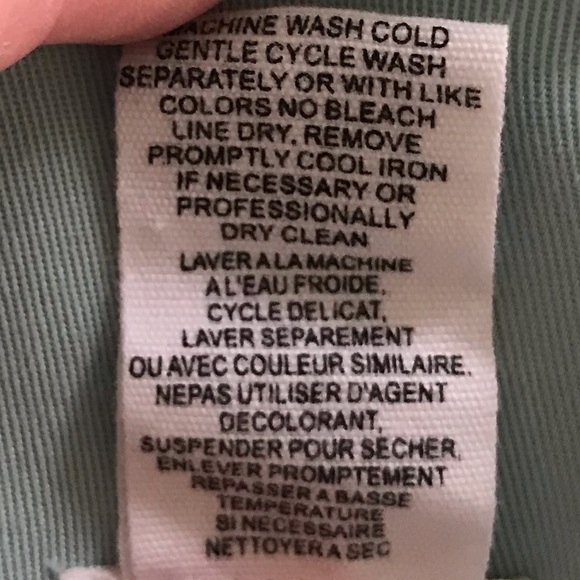 MACHINE WASH COLD
GENTLE CYCLE WASH
SEPARATELY OR WITH LIKE
COLORS NO BLEACH
LINE DRY. REMOVE
PROMPTLY COOL IRON
IF NECESSARY OR
PROFESSIONALLY
DRY CLEAN
LAVER A LA MACHINE
A L'EAU FROIDE,
CYCLE DELICAT,
LAVER SEPAREMENT
OU AVEC COULEUR SIMILAIRE.
NEPAS UTILISER D'AGENT
DECOLORANT,
SUSPENDER POUR SECHER,
ENLEVER PROMPTEMENT
REPASSER A BASSE
TEMPERATURE
SI NECESSAIRE
NETTOYER A SEC